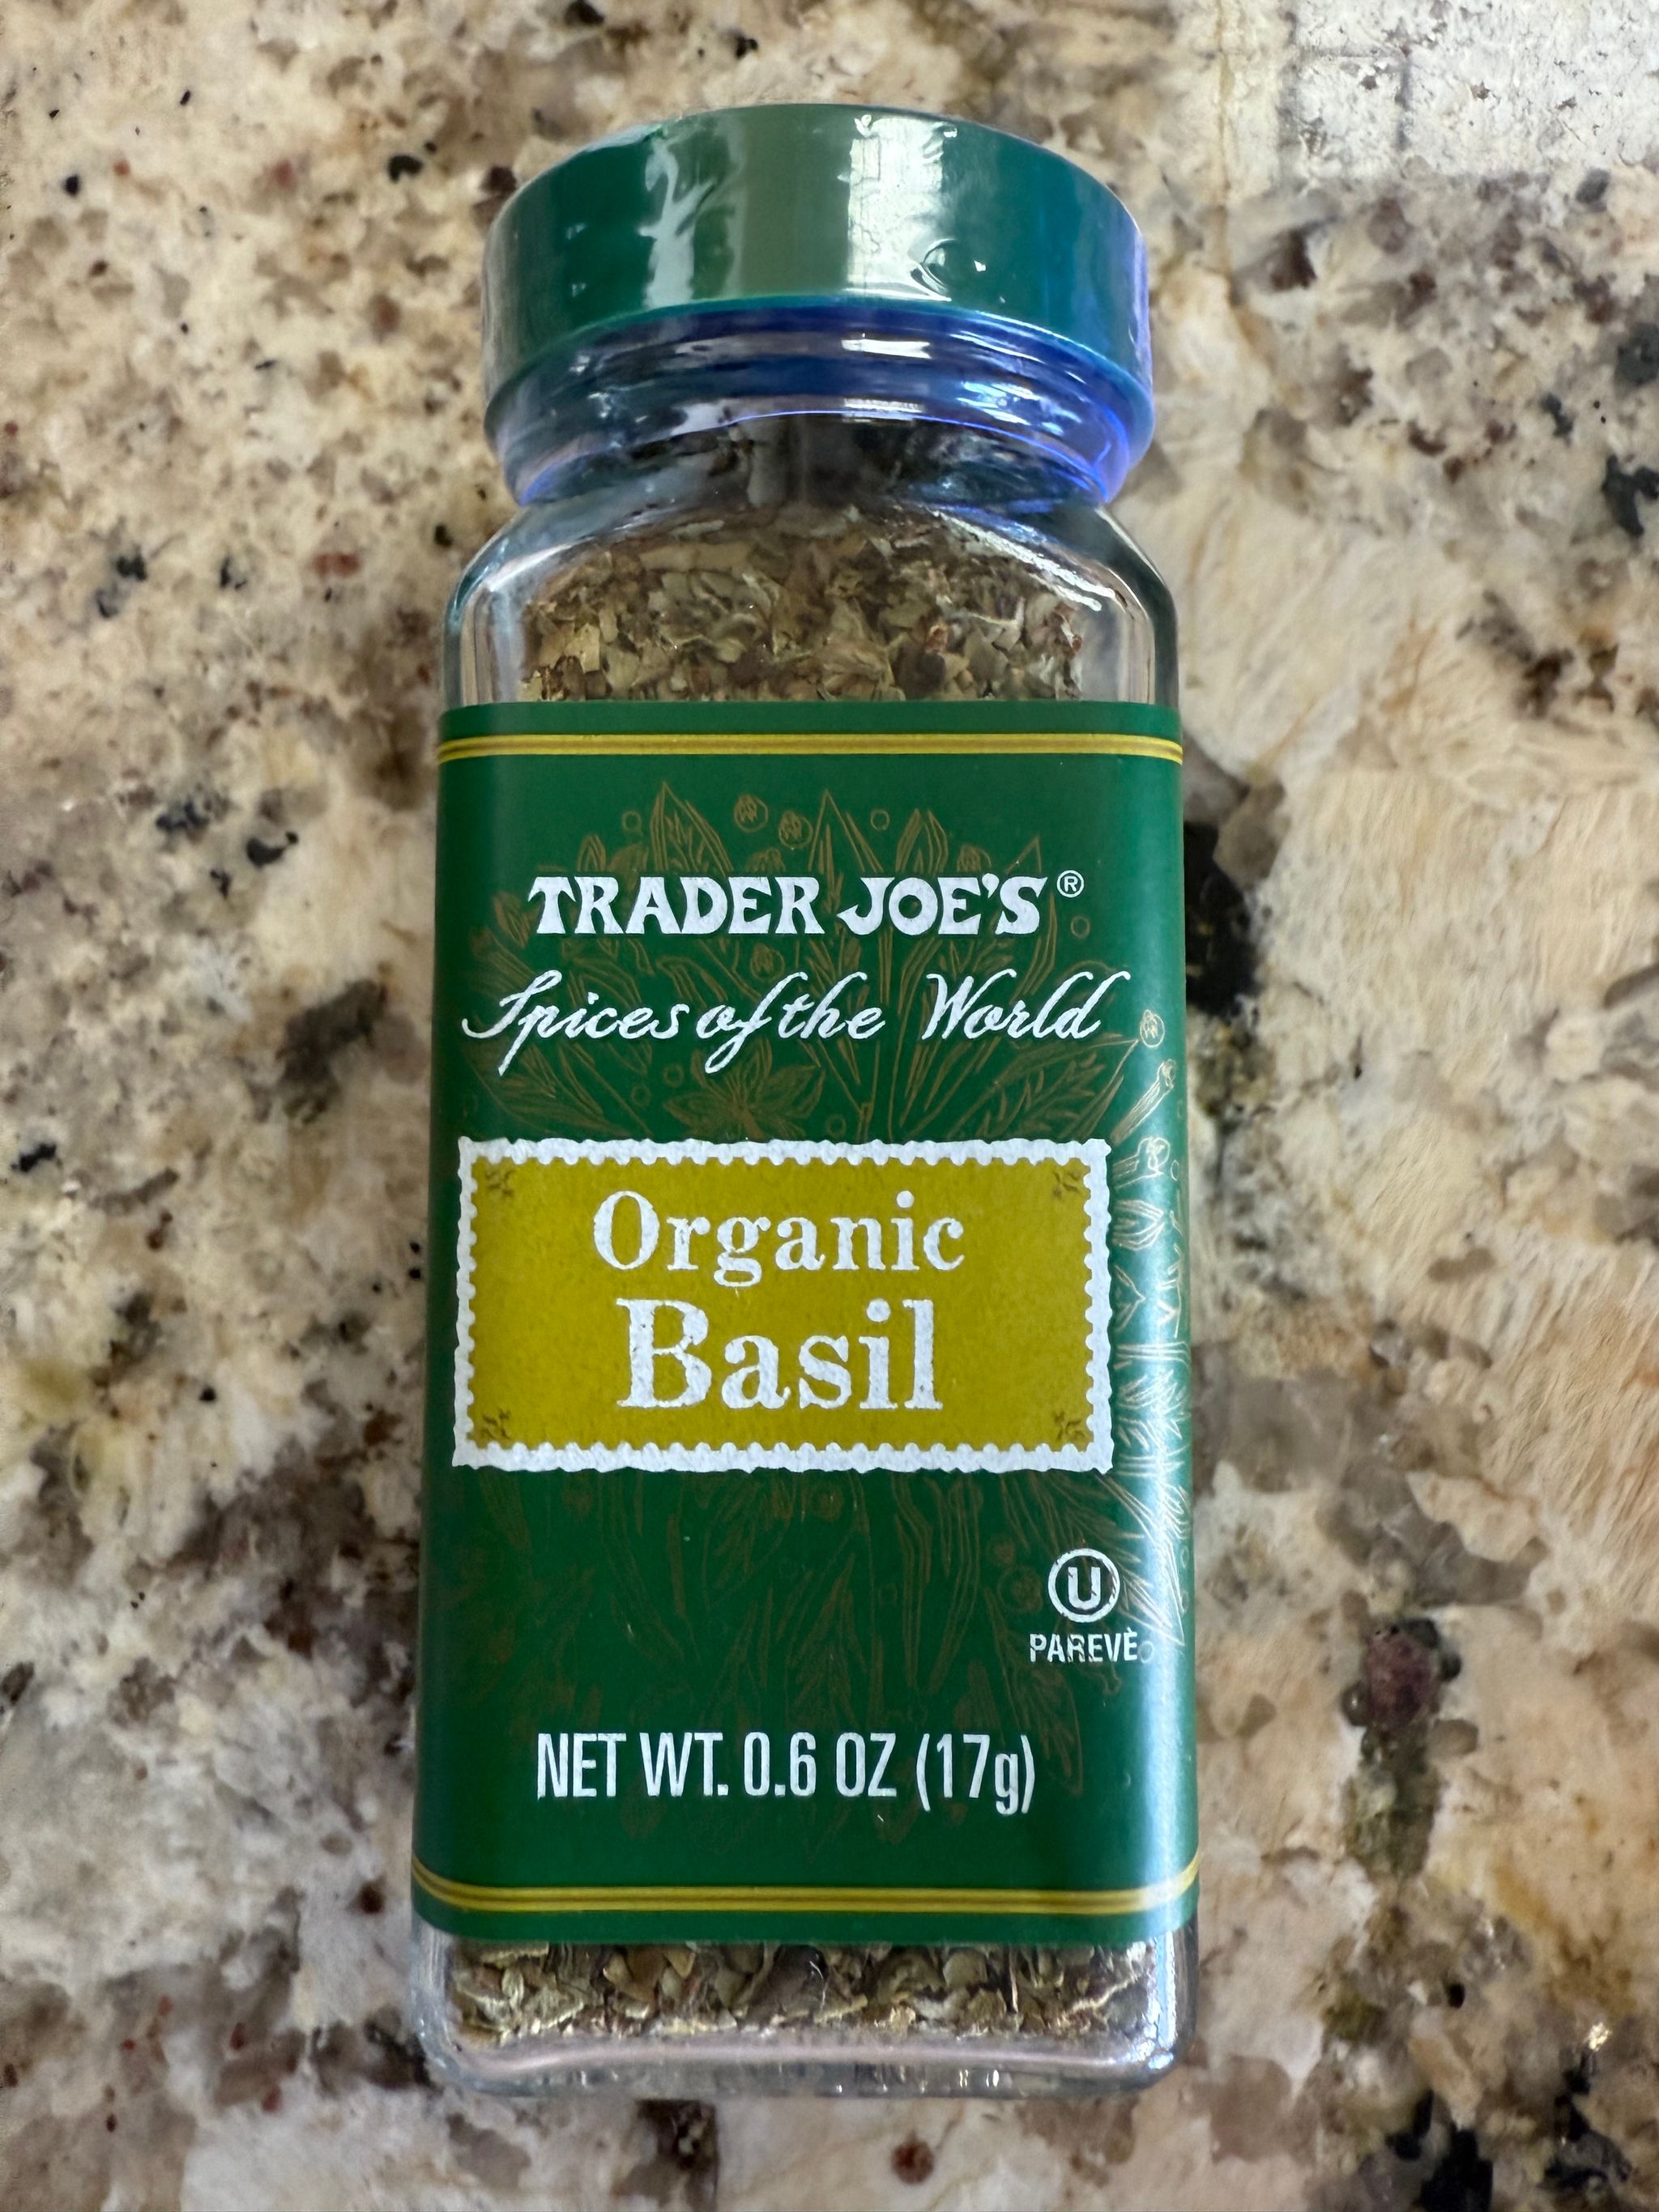 TRADER JOE'S®
Spices of the World
Organic
Basil
U
PAREVE
NET WT. 0.6 OZ (17g)